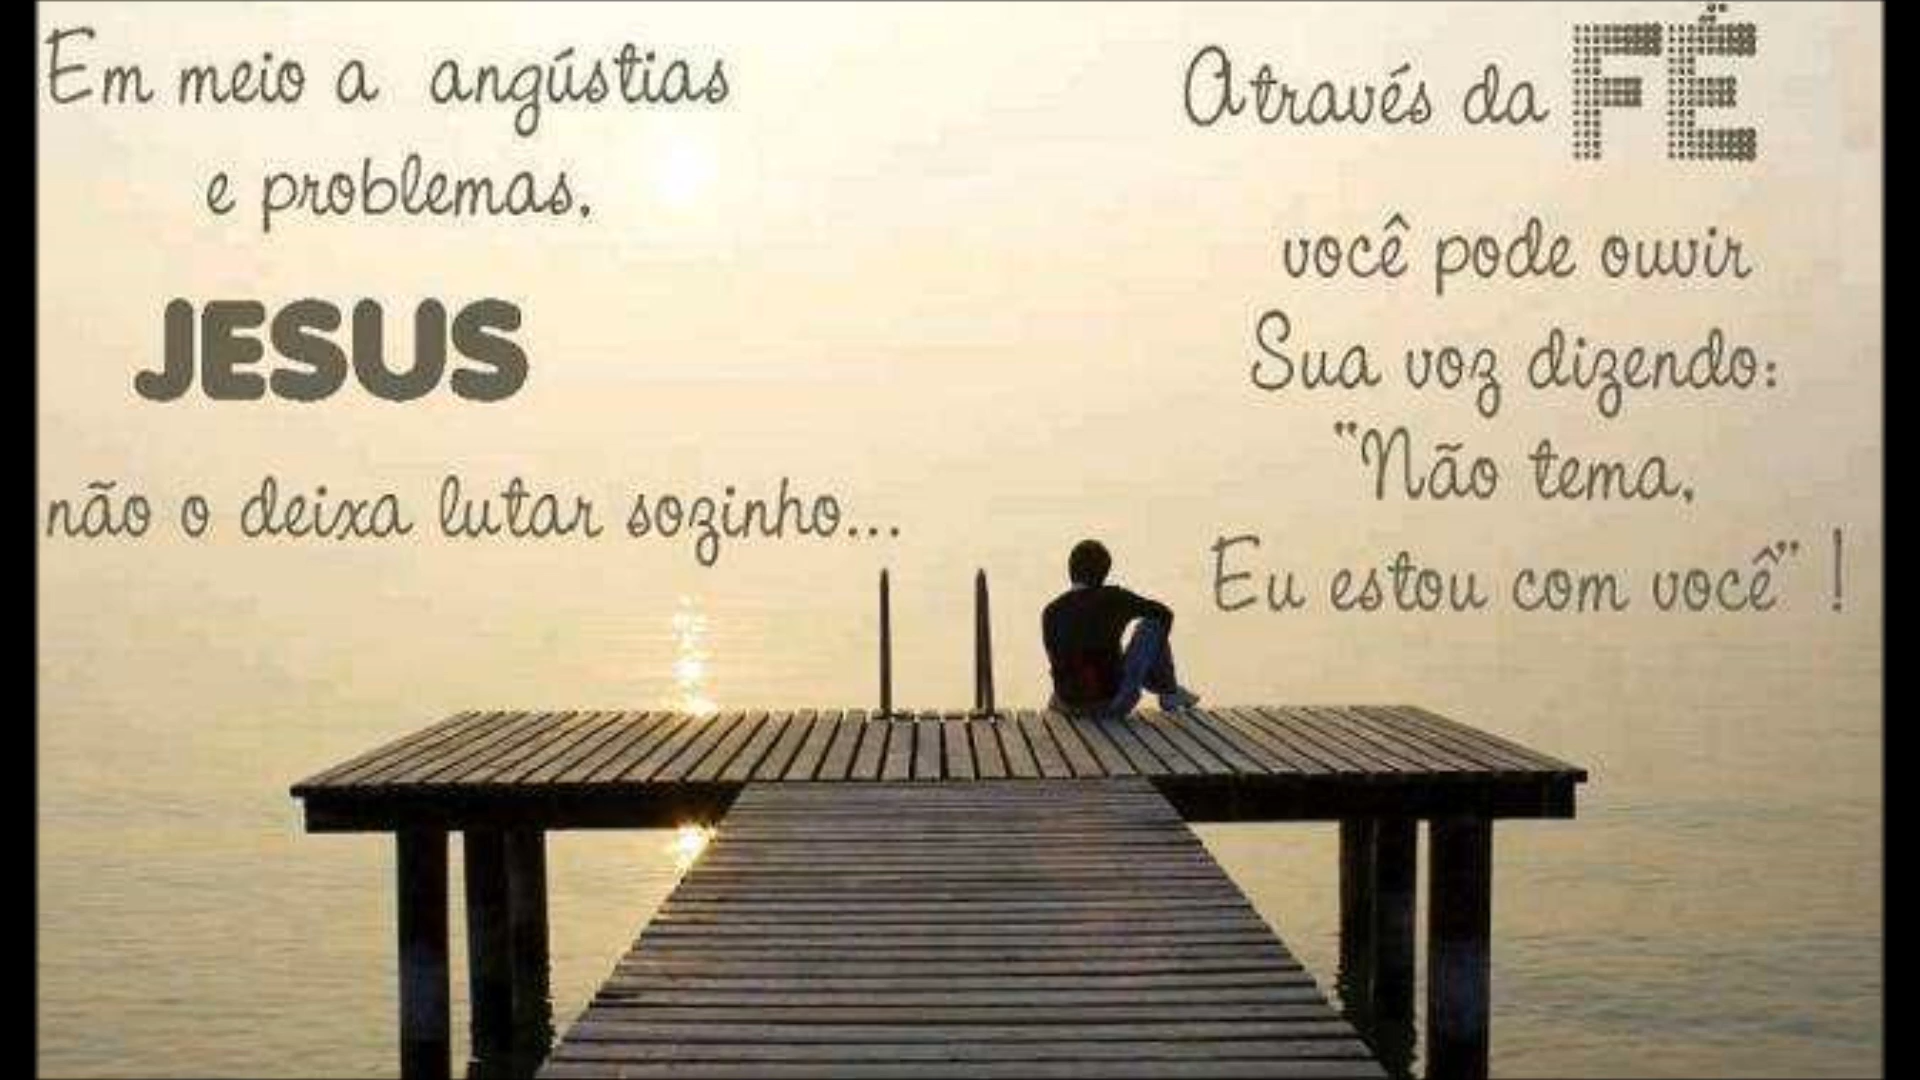 Em meio a angústias
e problemas,
JESUS
não o deixa lutar sozinho...
Através da FÉ
você pode ouvir
Sua voz dizendo:
"Não tema,
Eu estou com você" !